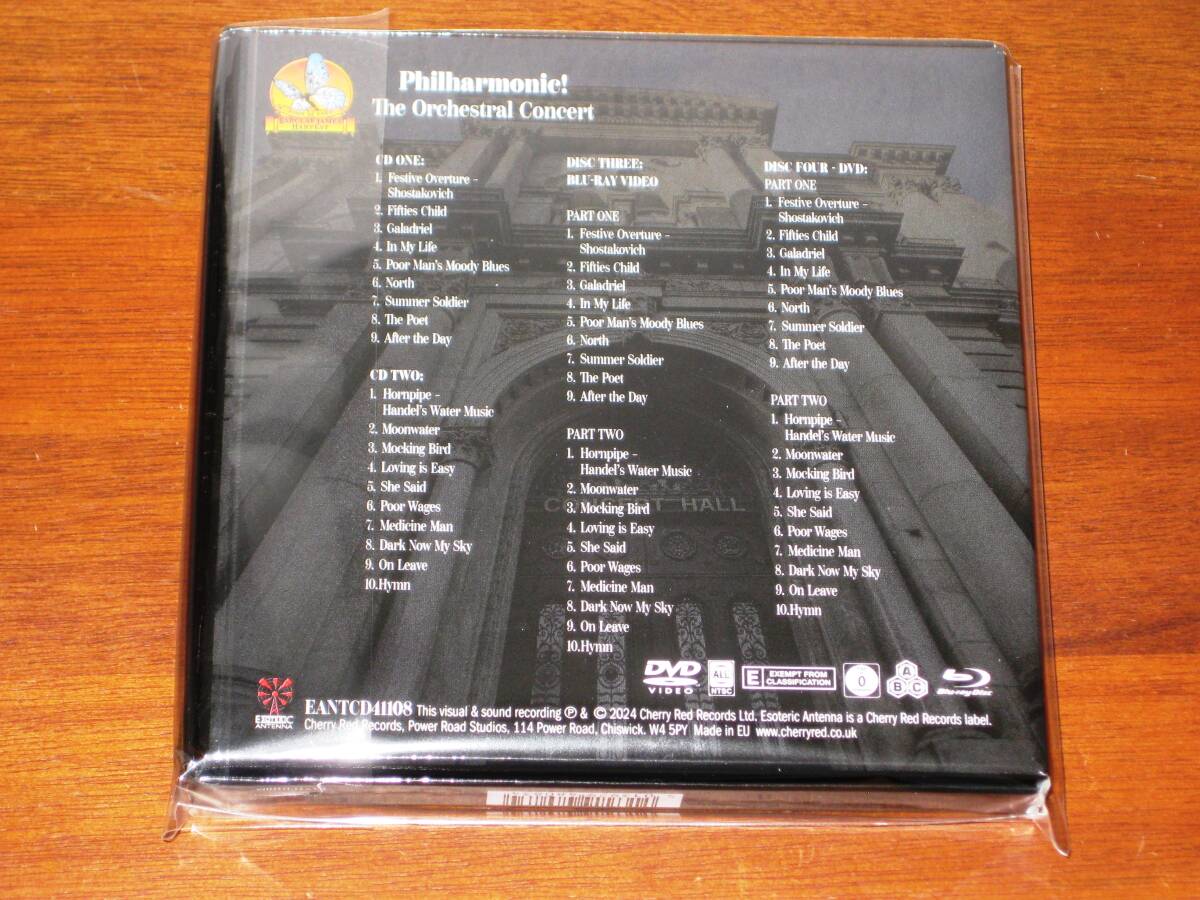 BARCLAY JAMES
HARVEST
Philharmonic!
The Orchestral Concert
CD ONE:
1. Festive Overture –
Shostakovich
2. Fifties Child
3. Galadriel
4. In My Life
5. Poor Man's Moody Blues
6. North
7. Summer Soldier
8. The Poet
9. After the Day
CD TWO:
1. Hornpipe –
Handel's Water Music
2. Moonwater
3. Mocking Bird
4. Loving is Easy
5. She Said
6. Poor Wages
7. Medicine Man
8. Dark Now My Sky
9. On Leave
10.Hymn
DISC THREE:
BLU-RAY VIDEO
PART ONE
1. Festive Overture –
Shostakovich
2. Fifties Child
3. Galadriel
4. In My Life
5. Poor Man's Moody Blues
6. North
7. Summer Soldier
8. The Poet
9. After the Day
PART TWO
1. Hornpipe –
Handel's Water Music
2. Moonwater
3. Mocking Bird
4. Loving is Easy
5. She Said
6. Poor Wages
7. Medicine Man
8. Dark Now My Sky
9. On Leave
10.Hymn
DISC FOUR - DVD:
PART ONE
1. Festive Overture –
Shostakovich
2. Fifties Child
3. Galadriel
4. In My Life
5. Poor Man's Moody Blues
6. North
7. Summer Soldier
8. The Poet
9. After the Day
PART TWO
1. Hornpipe –
Handel's Water Music
2. Moonwater
3. Mocking Bird
4. Loving is Easy
5. She Said
6. Poor Wages
7. Medicine Man
8. Dark Now My Sky
9. On Leave
10.Hymn
HALL
DVD
VIDEO
ALL
NTSC
E EXEMPT FROM
CLASSIFICATION
0
A
B C
Blu-ray Disc
ESOTERIC
ANTENNA
EANTCD41108 This visual & sound recording ℗ & © 2024 Cherry Red Records Ltd. Esoteric Antenna is a Cherry Red Records label.
Cherry Red Records, Power Road Studios, 114 Power Road, Chiswick. W4 5PY Made in EU www.cherryred.co.uk